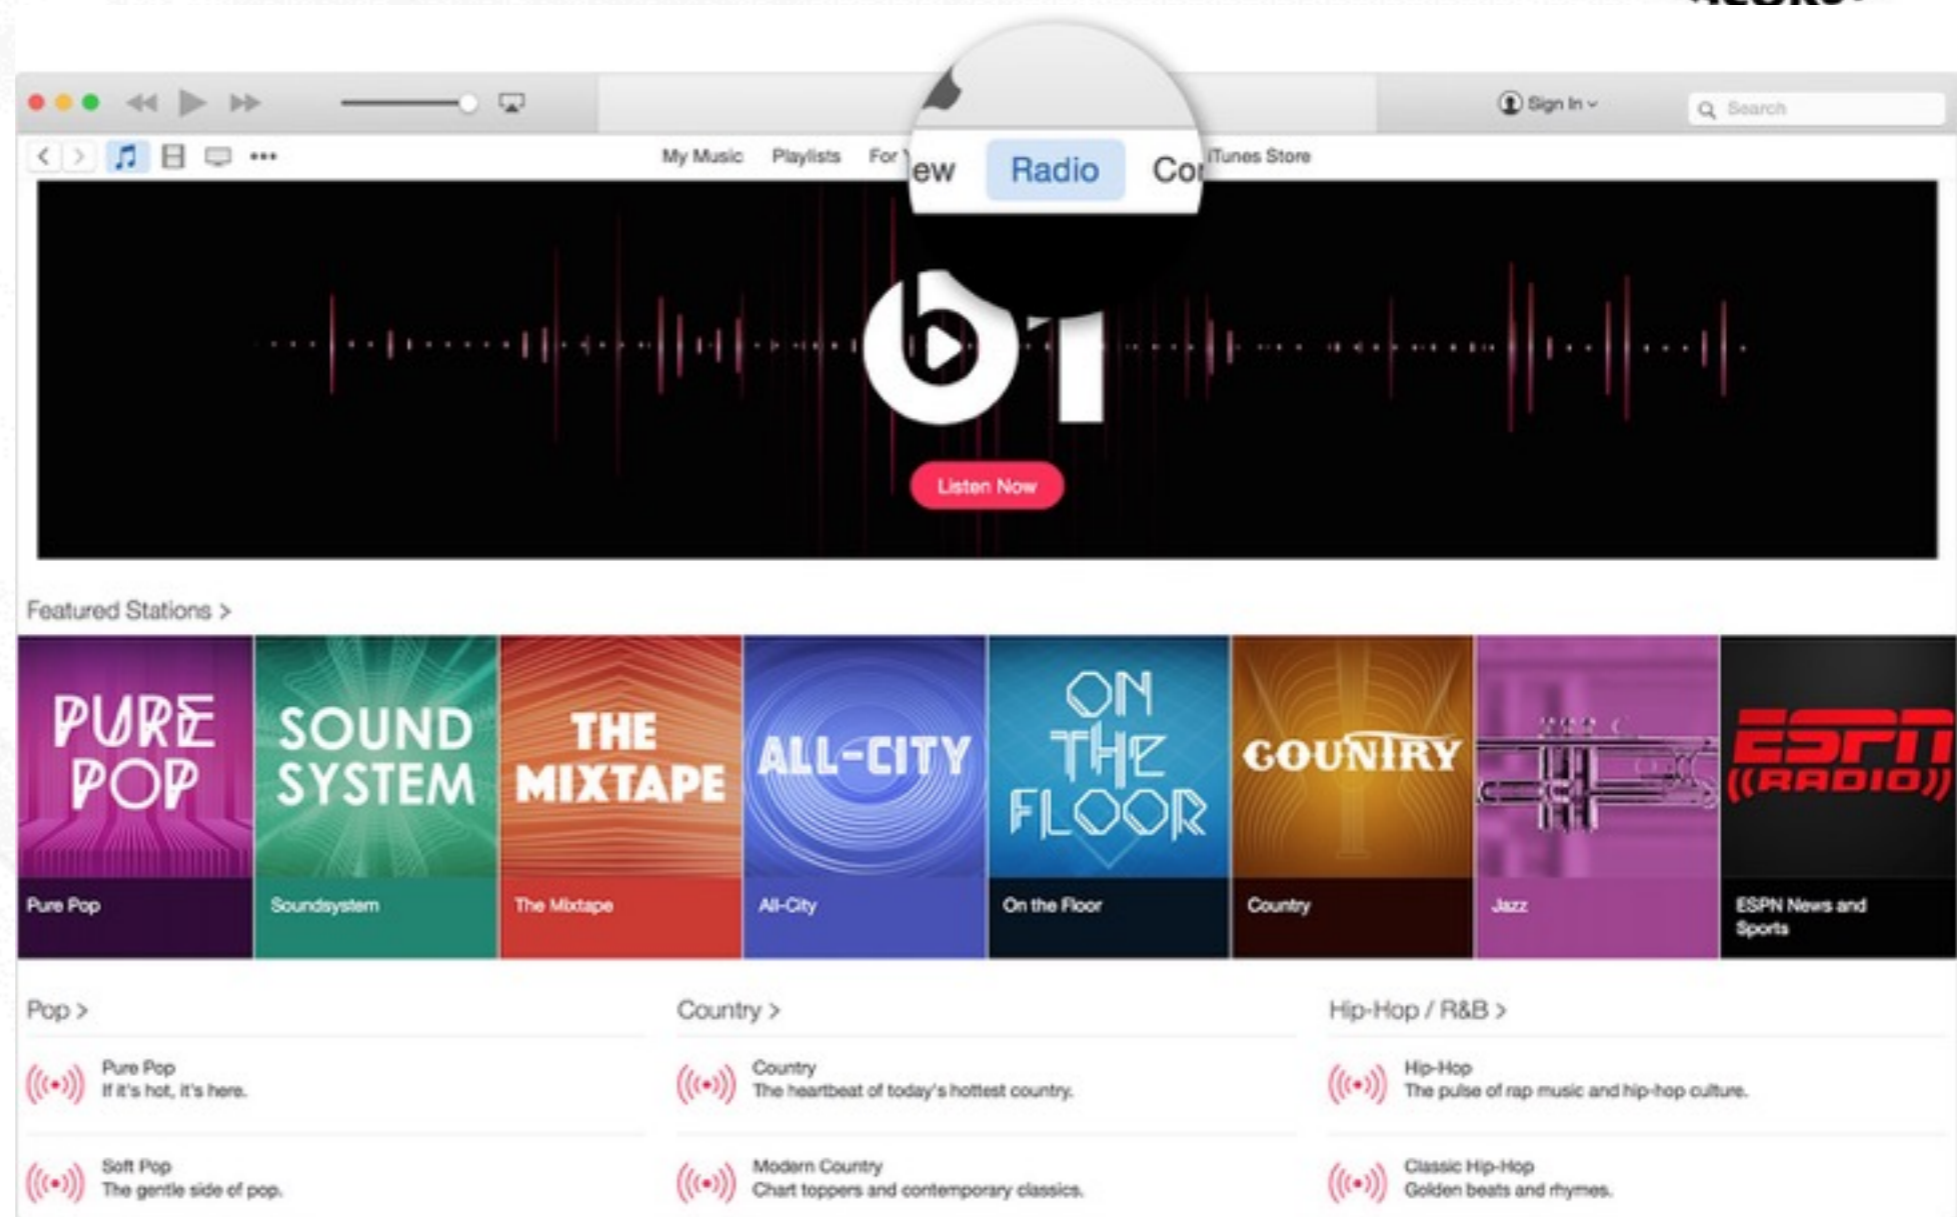 Sign In
Search
My Music Playlists For ew Radio iTunes Store
b1
Listen Now
Featured Stations >
PURE
POP
SOUND
SYSTEM
THE
MIXTAPE
ALL-CITY
ON
THE
FLOOR
COUNTRY
ESPN
((RADIO))
Pure Pop
Soundsystem
The Mixtape
All-City
On the Floor
Country
Jazz
ESPN News and
Sports
Pop >
Pure Pop
If it's hot, it's here.
Soft Pop
The gentle side of pop.
Country >
Country
The heartbeat of today's hottest country.
Modern Country
Chart toppers and contemporary classics.
Hip-Hop / R&B >
Hip-Hop
The pulse of rap music and hip-hop culture.
Classic Hip-Hop
Golden beats and rhymes.